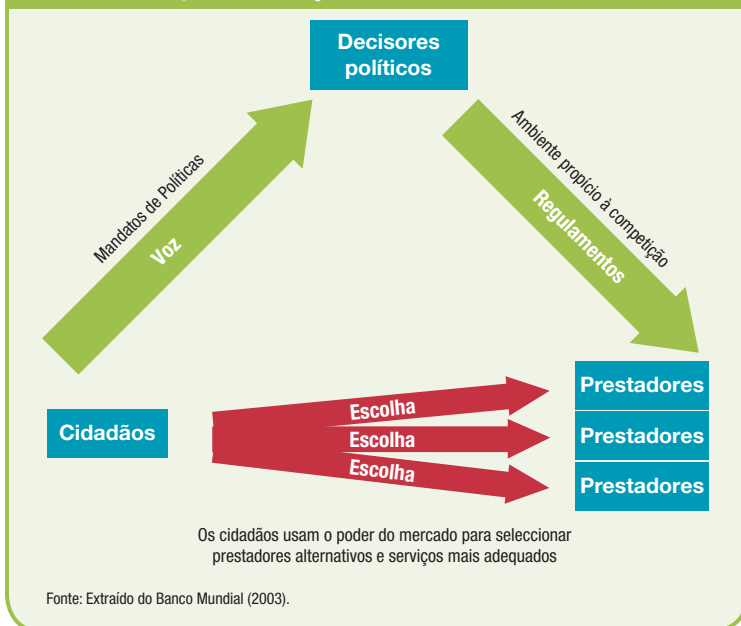 Decisores
políticos
Mandatos de Políticas
Voz
Ambiente propício à competição
Regulamentos
Cidadãos
Escolha
Escolha
Escolha
Prestadores
Prestadores
Prestadores
Os cidadãos usam o poder do mercado para seleccionar
prestadores alternativos e serviços mais adequados
Fonte: Extraído do Banco Mundial (2003).